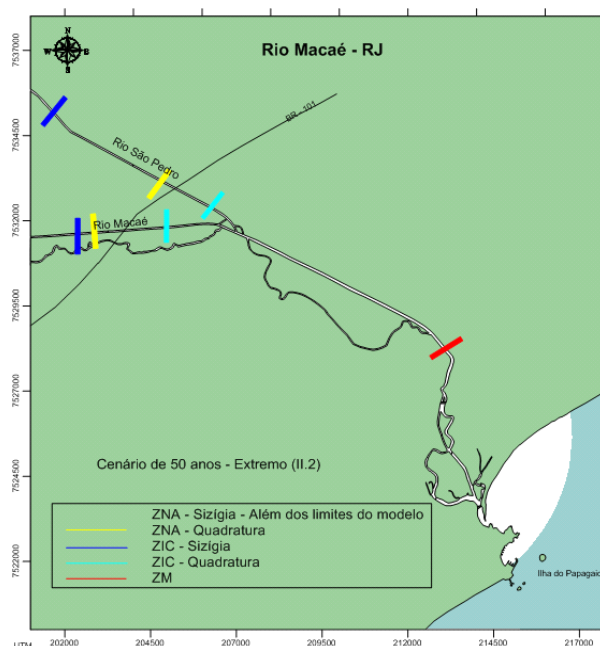 Rio Macaé - RJ
N
W
E
S
BR - 101
Rio São Pedro
Rio Macaé
Cenário de 50 anos - Extremo (II.2)
ZNA - Sizígia - Além dos limites do modelo
ZNA - Quadratura
ZIC - Sizígia
ZIC - Quadratura
ZM
Ilha do Papagaio
7537000
7534500
7532000
7529500
7527000
7524500
7522000
UTM
202000
204500
207000
209500
212000
214500
217000